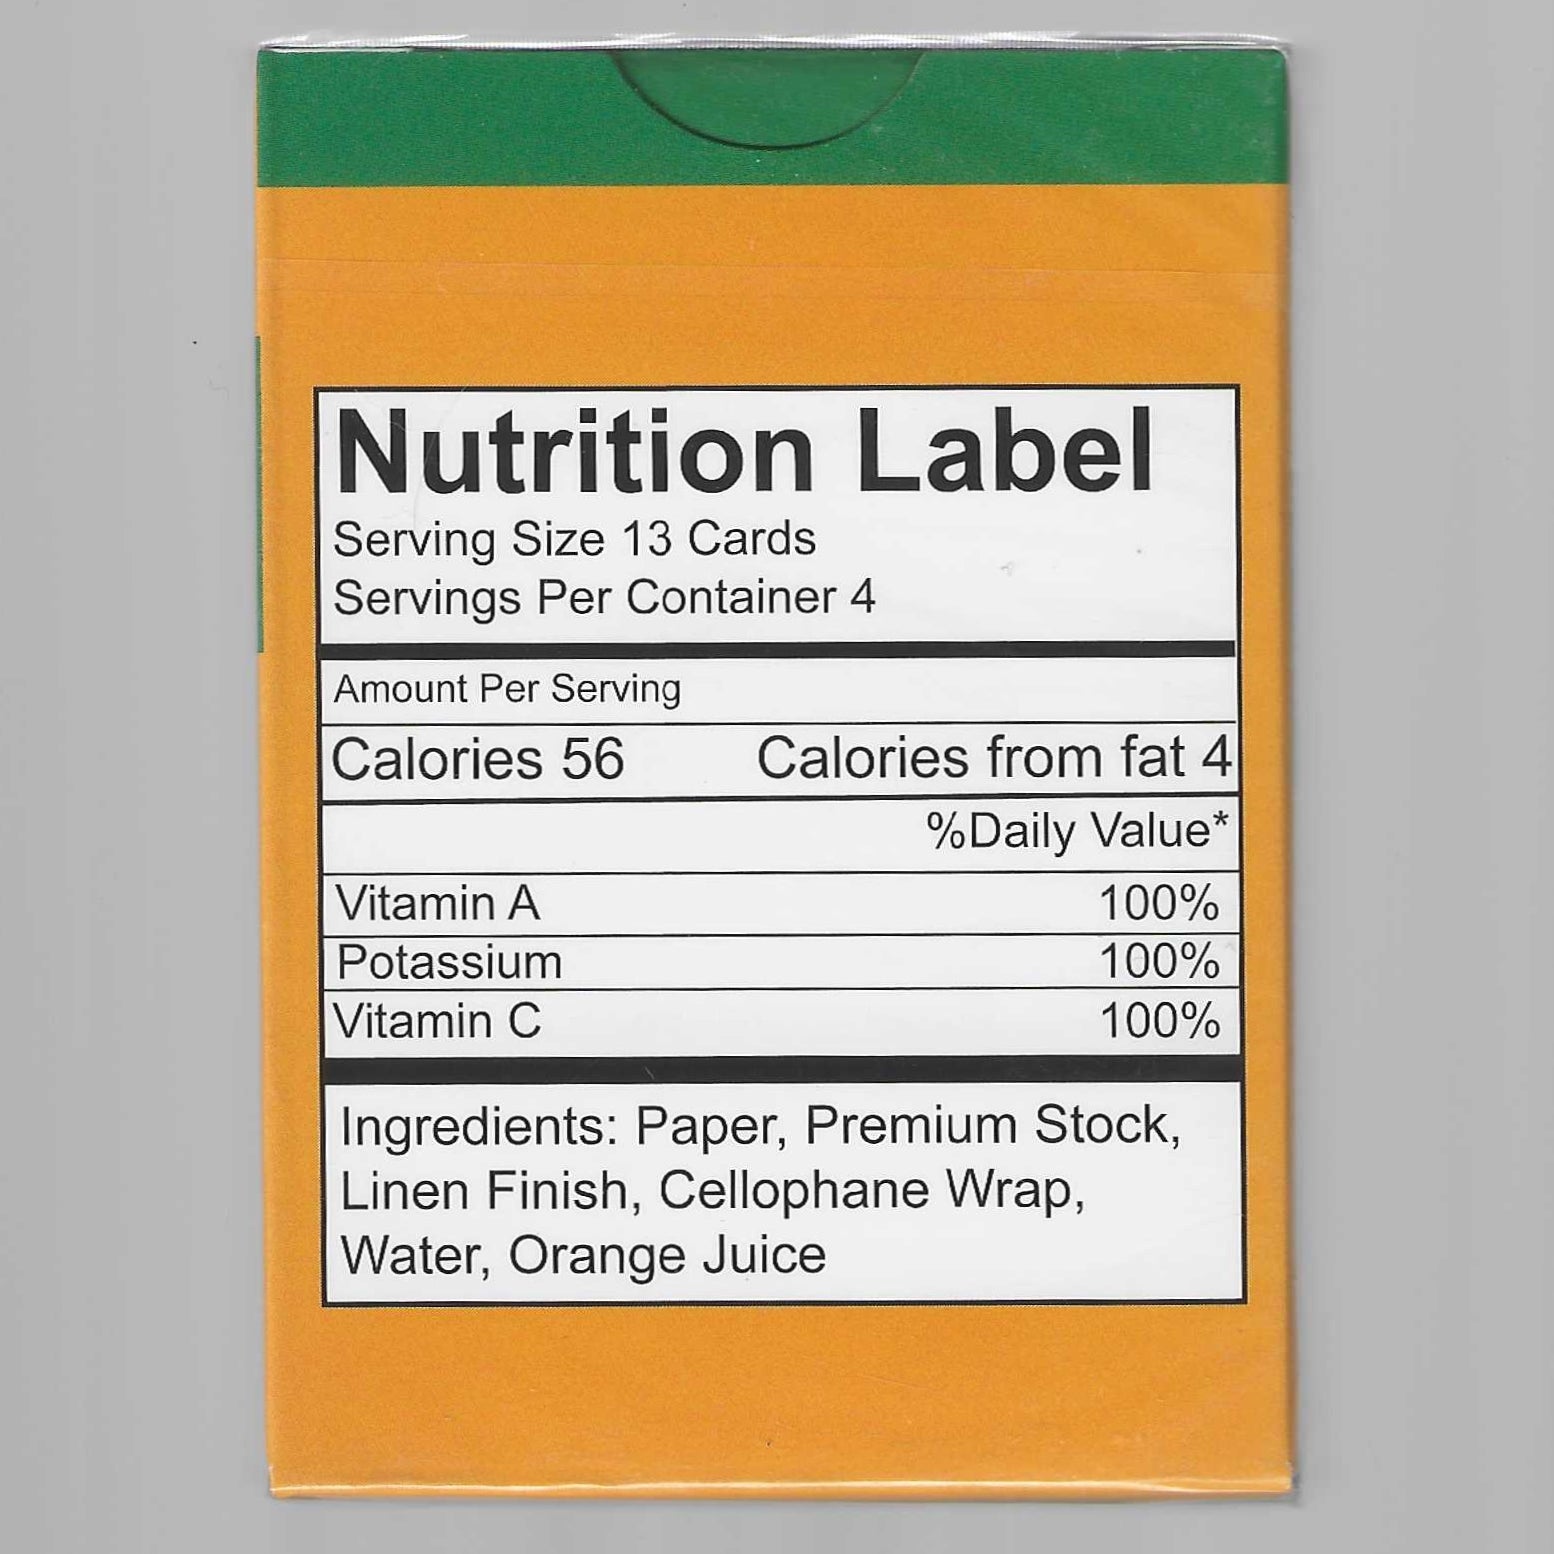 Nutrition Label
Serving Size 13 Cards
Servings Per Container 4
Amount Per Serving
Calories 56 Calories from fat 4
%Daily Value*
Vitamin A 100%
Potassium 100%
Vitamin C 100%
Ingredients: Paper, Premium Stock,
Linen Finish, Cellophane Wrap,
Water, Orange Juice